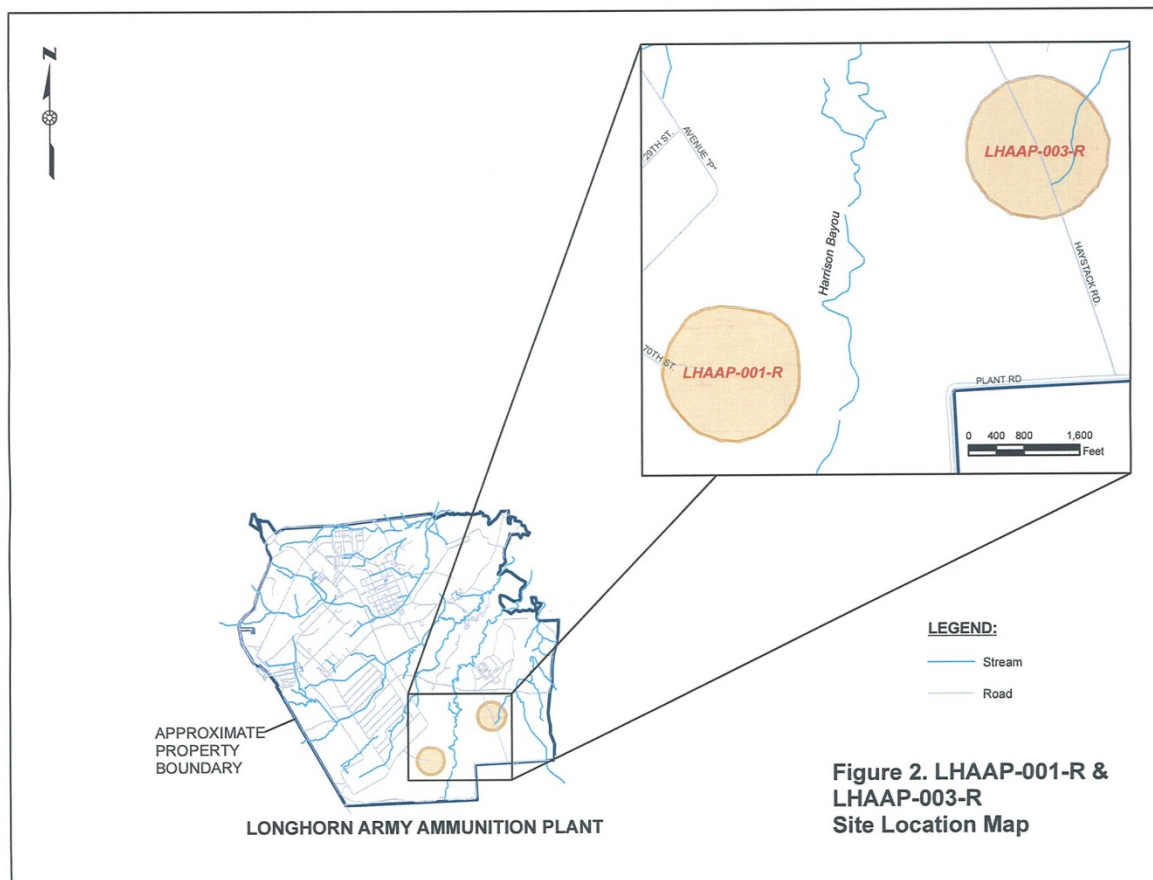 N
29TH ST.
AVENUE "P"
Harrison Bayou
LHAAP-003-R
HAYSTACK RD.
70TH ST.
LHAAP-001-R
PLANT RD
0 400 800 1,600
Feet
LEGEND:
Stream
Road
APPROXIMATE
PROPERTY
BOUNDARY
LONGHORN ARMY AMMUNITION PLANT
Figure 2. LHAAP-001-R &
LHAAP-003-R
Site Location Map